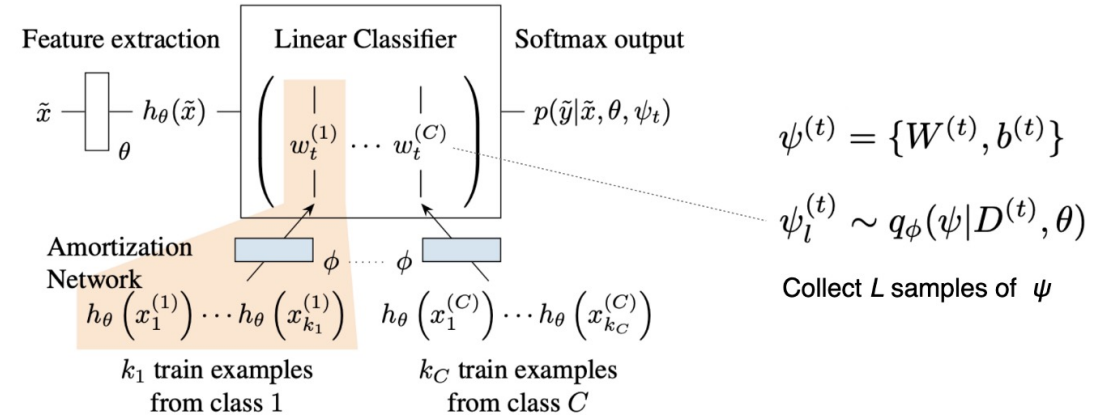 Feature extraction
Linear Classifier
Softmax output
x̃
h_θ(x̃)
θ
w_t^{(1)} ⋯ w_t^{(C)}
p(ỹ|x̃, θ, ψ_t)
Amortization
Network
ϕ ...... ϕ
h_θ(x_1^{(1)}) ⋯ h_θ(x_{k_1}^{(1)})
h_θ(x_1^{(C)}) ⋯ h_θ(x_{k_C}^{(C)})
k_1 train examples
from class 1
k_C train examples
from class C
ψ^{(t)} = {W^{(t)}, b^{(t)}}
ψ_l^{(t)} ∼ q_ϕ(ψ|D^{(t)}, θ)
Collect L samples of ψ